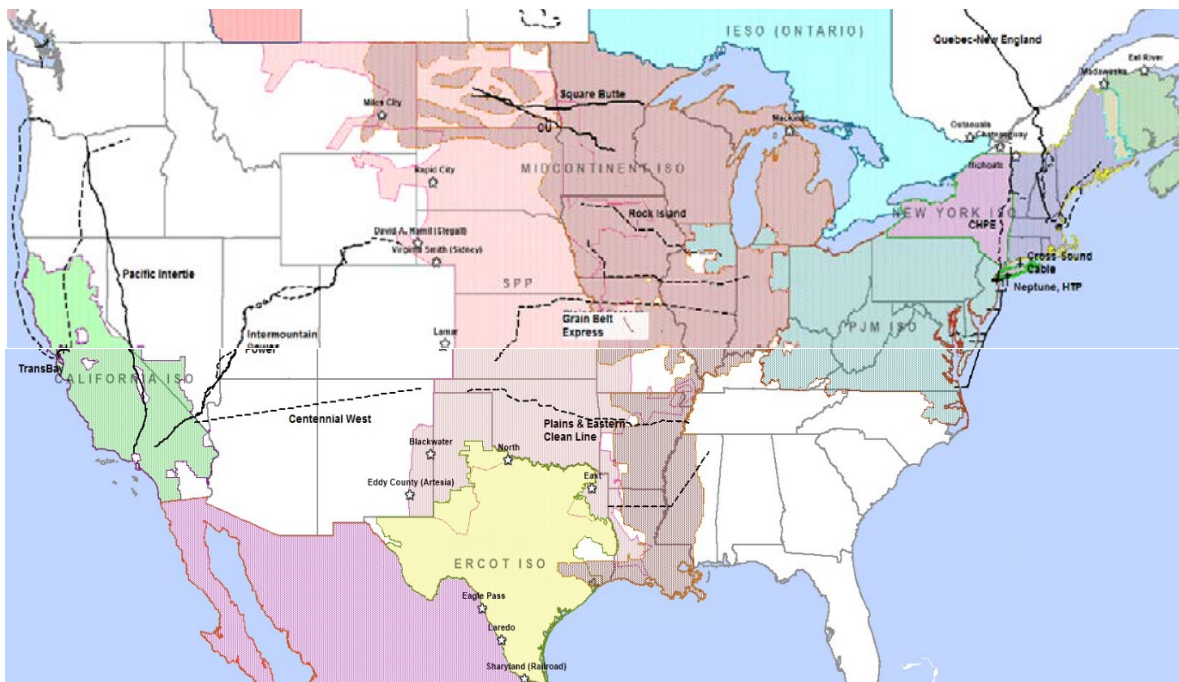 IESO (ONTARIO)
Quebec-New England
Eel River
Madawaska
Square Butte
Miles City
CU
Mackinac
Outaouais
Chateauguay
Highgate
MIDCONTINENT ISO
Rapid City
NEW YORK ISO
Rock Island
CHPE
David A. Hamil (Stegall)
Virginia Smith (Sidney)
Cross-Sound
Cable
Pacific Intertie
SPP
Neptune, HTP
Grain Belt
Express
PJM ISO
Intermountain
Power
Lamar
TransBay
CALIFORNIA ISO
Centennial West
Plains & Eastern
Clean Line
Blackwater
North
Eddy County (Artesia)
East
ERCOT ISO
Eagle Pass
Laredo
Sharyland (Railroad)